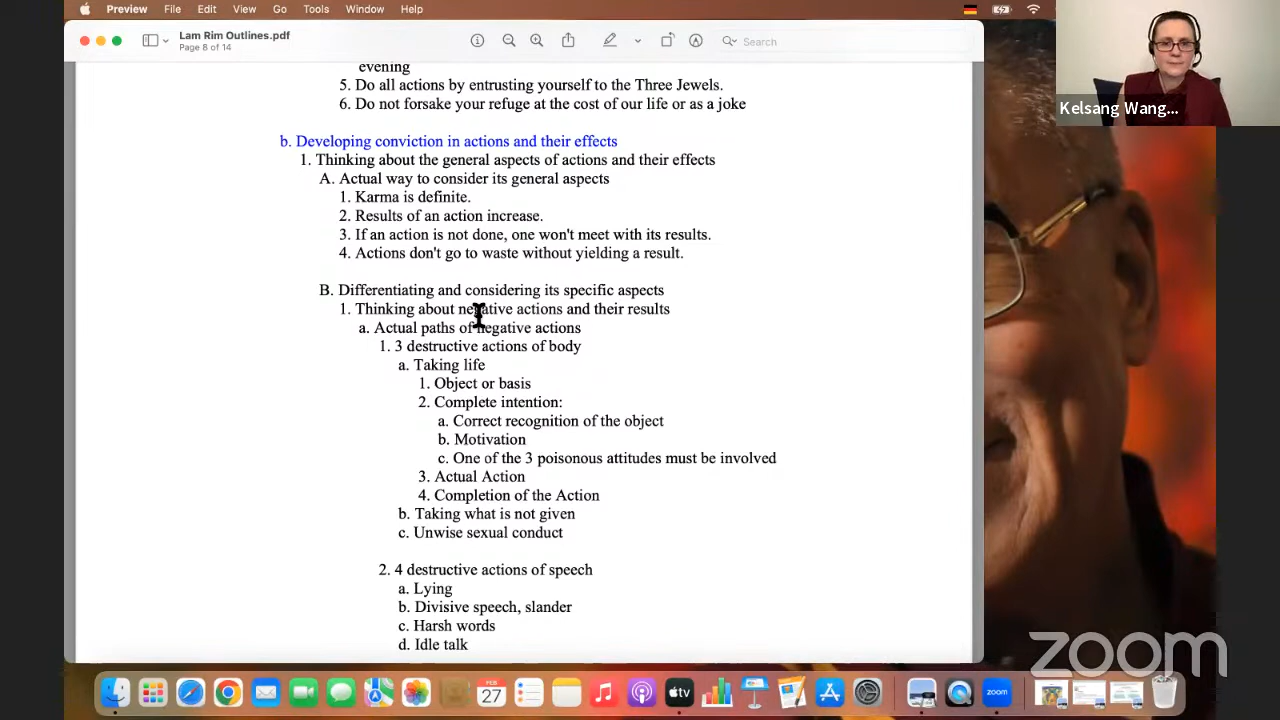 Preview File Edit View Go Tools Window Help
Lam Rim Outlines.pdf
Page 8 of 14
Search
Kelsang Wang...
evening
5. Do all actions by entrusting yourself to the Three Jewels.
6. Do not forsake your refuge at the cost of our life or as a joke
b. Developing conviction in actions and their effects
1. Thinking about the general aspects of actions and their effects
A. Actual way to consider its general aspects
1. Karma is definite.
2. Results of an action increase.
3. If an action is not done, one won't meet with its results.
4. Actions don't go to waste without yielding a result.
B. Differentiating and considering its specific aspects
1. Thinking about negative actions and their results
a. Actual paths of negative actions
1. 3 destructive actions of body
a. Taking life
1. Object or basis
2. Complete intention:
a. Correct recognition of the object
b. Motivation
c. One of the 3 poisonous attitudes must be involved
3. Actual Action
4. Completion of the Action
b. Taking what is not given
c. Unwise sexual conduct
2. 4 destructive actions of speech
a. Lying
b. Divisive speech, slander
c. Harsh words
d. Idle talk
zoom
FEB
27
tv
zoom